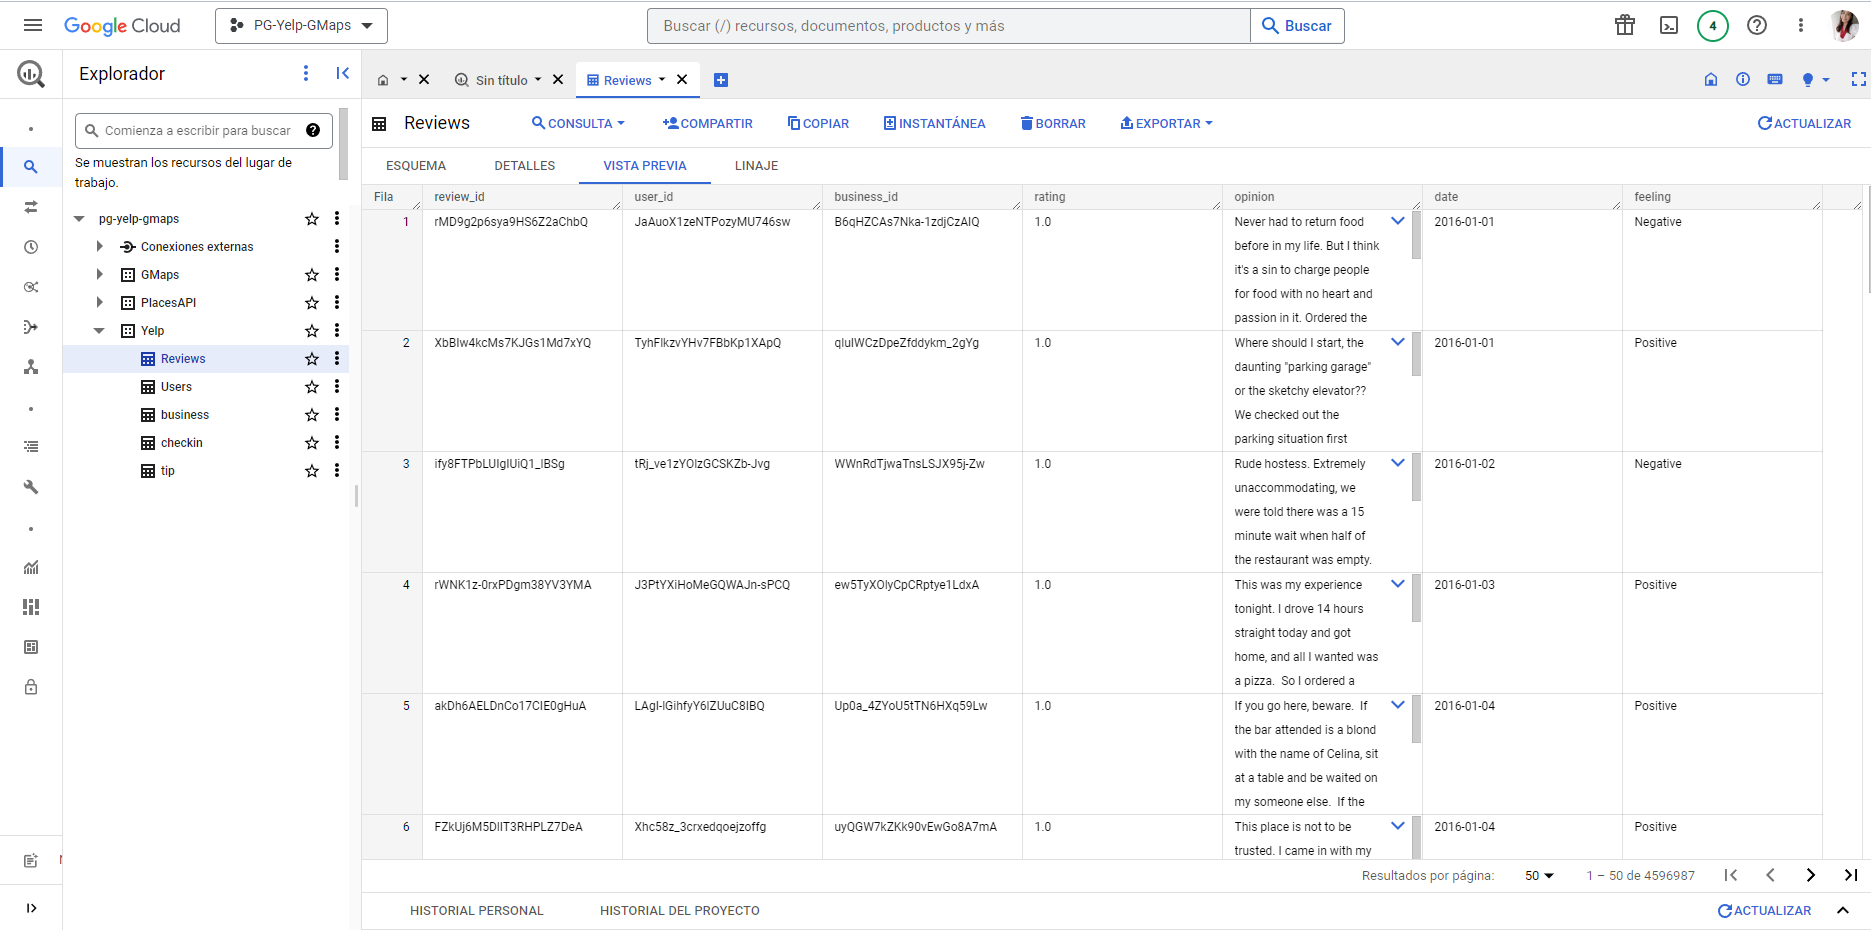 Google Cloud
PG-Yelp-GMaps
Buscar (/) recursos, documentos, productos y más
Buscar
4
Explorador
Sin título
Reviews
Comienza a escribir para buscar
Se muestran los recursos del lugar de
trabajo.
pg-yelp-gmaps
Conexiones externas
GMaps
PlacesAPI
Yelp
Reviews
Users
business
checkin
tip
Reviews
CONSULTA
COMPARTIR
COPIAR
INSTANTÁNEA
BORRAR
EXPORTAR
ACTUALIZAR
ESQUEMA
DETALLES
VISTA PREVIA
LINAJE
Fila review_id user_id business_id rating opinion date feeling
1 rMD9g2p6sya9HS6Z2aChbQ JaAuoX1zeNTPozyMU746sw B6qHZCAs7Nka-1zdjCzAIQ 1.0 Never had to return food 2016-01-01 Negative
before in my life. But I think
it's a sin to charge people
for food with no heart and
passion in it. Ordered the
2 XbBIw4kcMs7KJGs1Md7xYQ TyhFlkzvYHv7FBbKp1XApQ qIuIWCzDpeZfddykm_2gYg 1.0 Where should I start, the 2016-01-01 Positive
daunting "parking garage"
or the sketchy elevator??
We checked out the
parking situation first
3 ify8FTPbLUIgIUiQ1_IBSg tRj_ve1zYOIzGCSKZb-Jvg WWnRdTjwaTnsLSJX95j-Zw 1.0 Rude hostess. Extremely 2016-01-02 Negative
unaccommodating, we
were told there was a 15
minute wait when half of
the restaurant was empty.
4 rWNK1z-0rxPDgm38YV3YMA J3PtYXiHoMeGQWAJn-sPCQ ew5TyXOlyCpCRptye1LdxA 1.0 This was my experience 2016-01-03 Positive
tonight. I drove 14 hours
straight today and got
home, and all I wanted was
a pizza.  So I ordered a
5 akDh6AELDnCo17CIE0gHuA LAgI-lGihfyY6IZUuC8IBQ Up0a_4ZYoU5tTN6HXq59Lw 1.0 If you go here, beware.  If 2016-01-04 Positive
the bar attended is a blond
with the name of Celina, sit
at a table and be waited on
my someone else.  If the
6 FZkUj6M5DIIT3RHPLZ7DeA Xhc58z_3crxedqoejzoffg uyQGW7kZKk90vEwGo8A7mA 1.0 This place is not to be 2016-01-04 Positive
trusted. I came in with my
Resultados por página: 50 1 – 50 de 4596987
HISTORIAL PERSONAL
HISTORIAL DEL PROYECTO
ACTUALIZAR